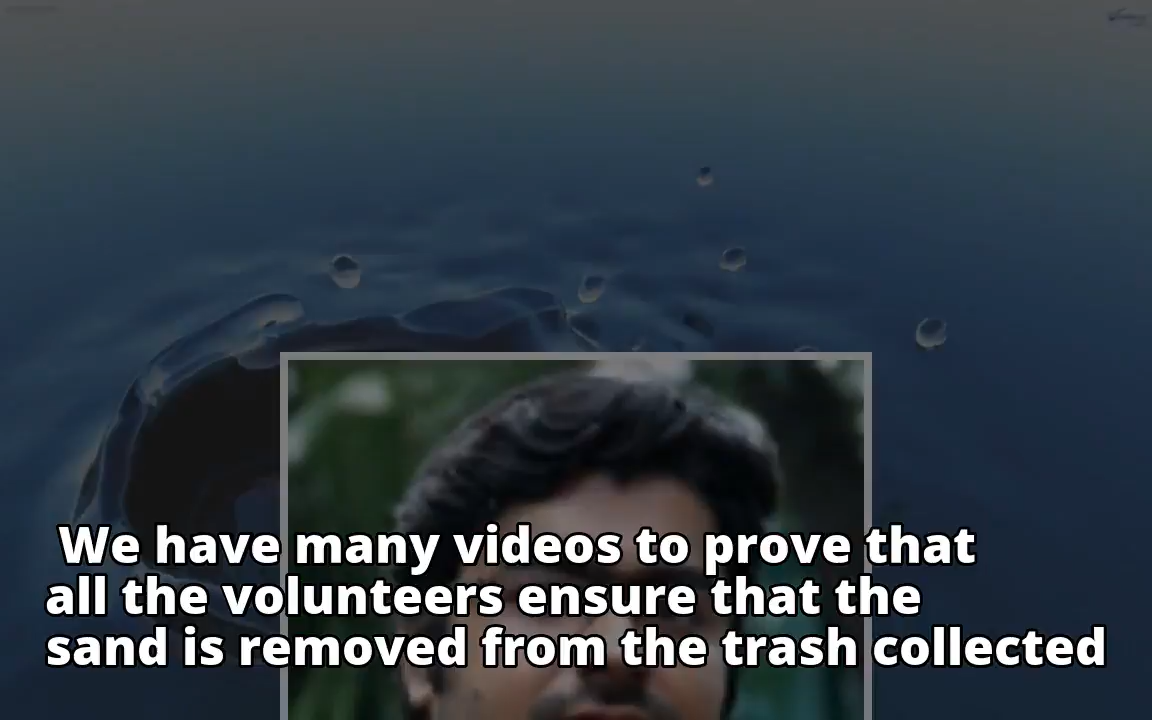 We have many videos to prove that
all the volunteers ensure that the
sand is removed from the trash collected